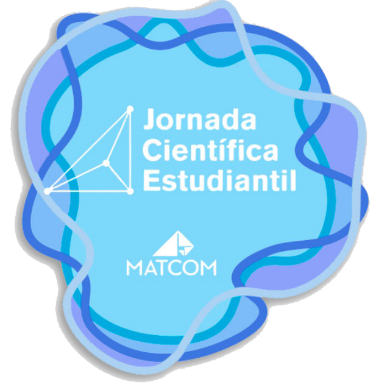 Jornada
Científica
Estudiantil
MATCOM